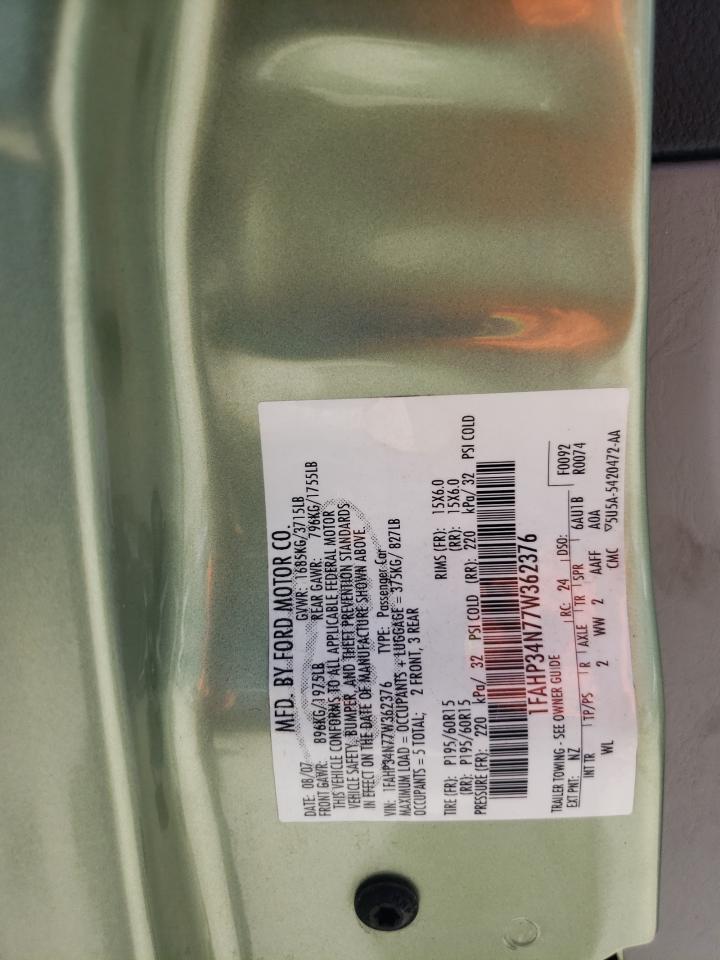 MFD. BY FORD MOTOR CO.
DATE: 08/07 GVWR: 1685KG/3715LB
FRONT GAWR: 896KG/1975LB REAR GAWR: 796KG/1755LB
THIS VEHICLE CONFORMS TO ALL APPLICABLE FEDERAL MOTOR
VEHICLE SAFETY, BUMPER, AND THEFT PREVENTION STANDARDS
IN EFFECT ON THE DATE OF MANUFACTURE SHOWN ABOVE.
VIN: 1FAHP34N77W362376 TYPE: Passenger Car
MAXIMUM LOAD = OCCUPANTS + LUGGAGE = 375KG/ 827LB
OCCUPANTS = 5 TOTAL; 2 FRONT, 3 REAR
TIRE (FR): P195/60R15 RIMS (FR): 15X6.0
(RR): P195/60R15 (RR): 15X6.0
PRESSURE (FR): 220 kPa/ 32 PSI COLD (RR): 220 kPa/ 32 PSI COLD
1FAHP34N77W362376
TRAILER TOWING - SEE OWNER GUIDE F0092
EXT PNT: NZ RC: 24 DSO: R0074
INT TR TP/PS R AXLE TR SPR 6AU1B
WL 2 WW 2 AAFF A0A
CMC ▽5U5A-5420472-AA